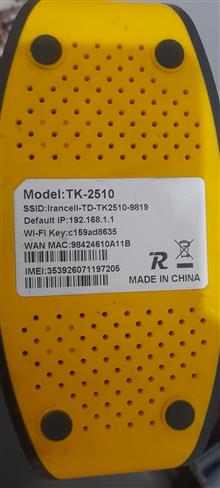 Model:TK-2510
SSID:Irancell-TD-TK2510-9819
Default IP:192.168.1.1
WI-FI Key:c159ad8635
WAN MAC:98424610A11B
IMEI:353926071197205
R
MADE IN CHINA